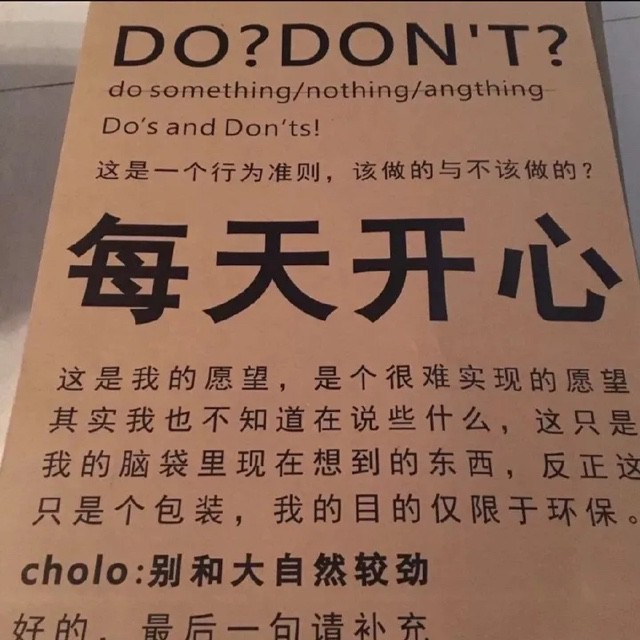 DO?DON'T?
do something/nothing/angthing
Do's and Don'ts!
这是一个行为准则，该做的与不该做的？
每天开心
这是我的愿望，是个很难实现的愿望
其实我也不知道在说些什么，这只是
我的脑袋里现在想到的东西，反正这
只是个包装，我的目的仅限于环保。
cholo:别和大自然较劲
好的，最后一句请补充